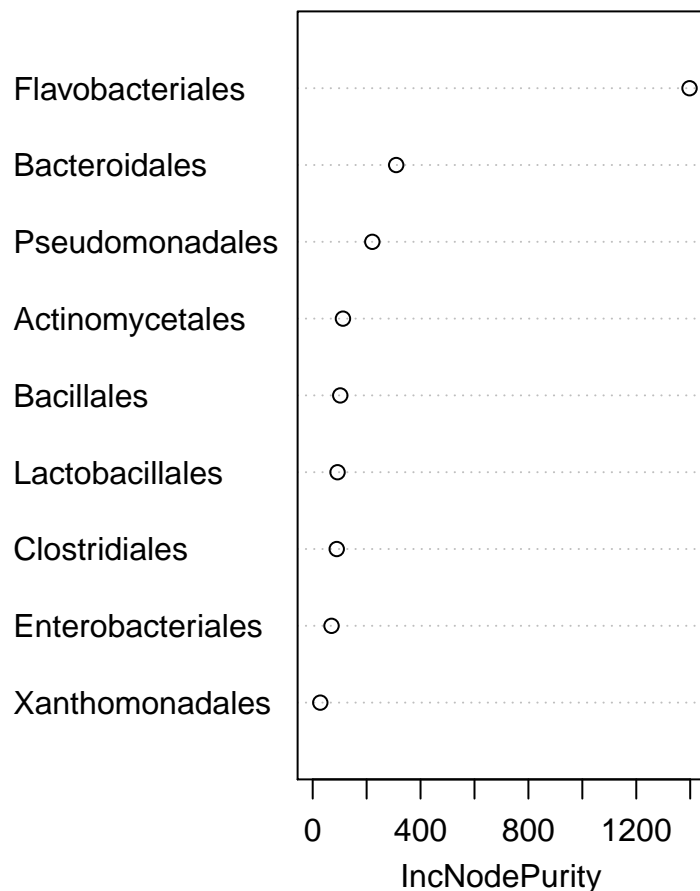 Flavobacteriales
Bacteroidales
Pseudomonadales
Actinomycetales
Bacillales
Lactobacillales
Clostridiales
Enterobacteriales
Xanthomonadales
0 400 800 1200
IncNodePurity